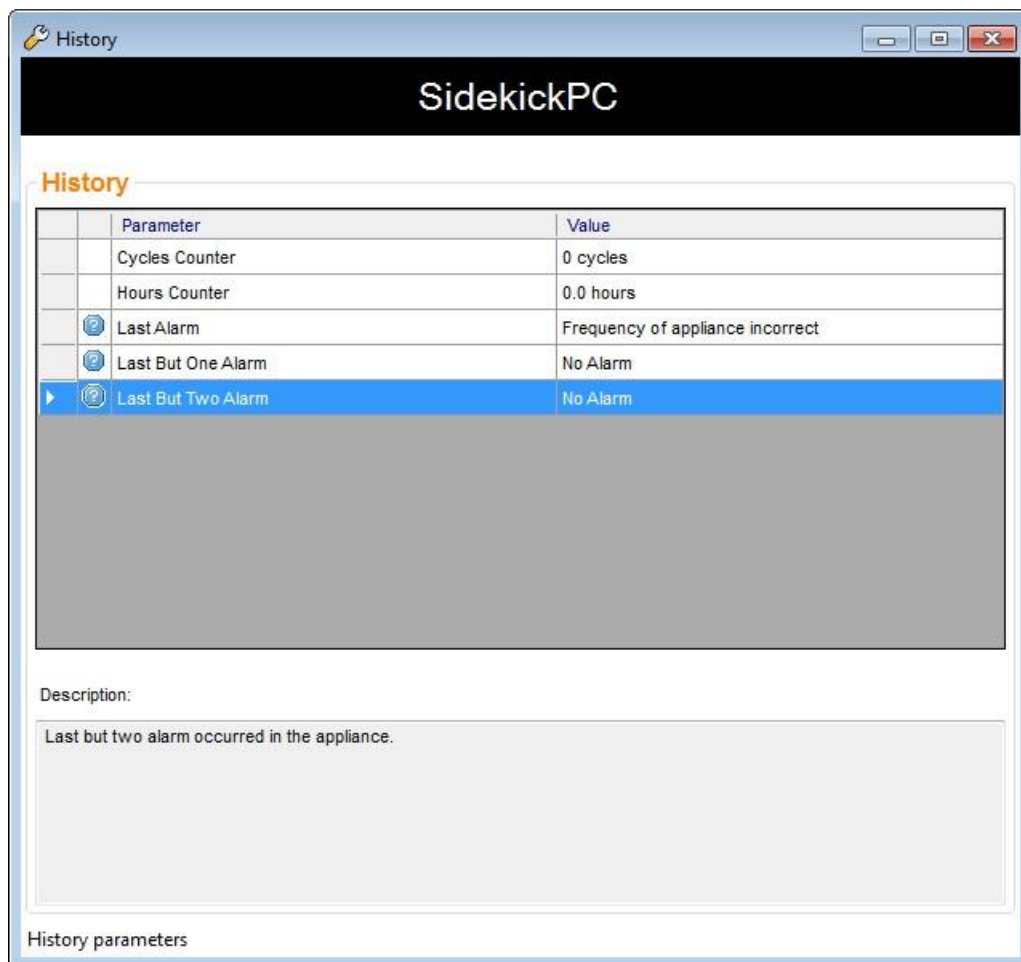 History
SidekickPC
History
Parameter Value
Cycles Counter 0 cycles
Hours Counter 0.0 hours
Last Alarm Frequency of appliance incorrect
Last But One Alarm No Alarm
Last But Two Alarm No Alarm
Description:
Last but two alarm occurred in the appliance.
History parameters